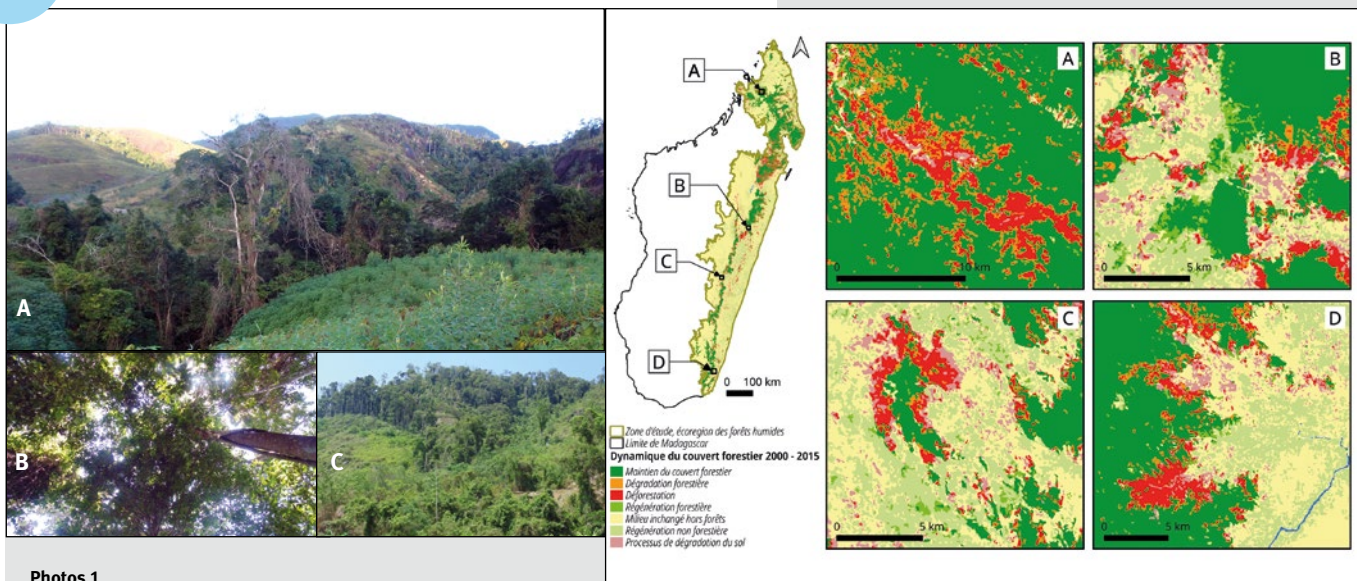 A
B
C
Photos 1
A
B
C
D
0 100 km
Zone d'étude, écoregion des forêts humides
Limite de Madagascar
Dynamique du couvert forestier 2000 - 2015
Maintien du couvert forestier
Dégradation forestière
Déforestation
Régénération forestière
Milieu inchangé hors forêts
Régénération non forestière
Processus de dégradation du sol
A
0 10 km
B
0 5 km
C
0 5 km
D
0 5 km